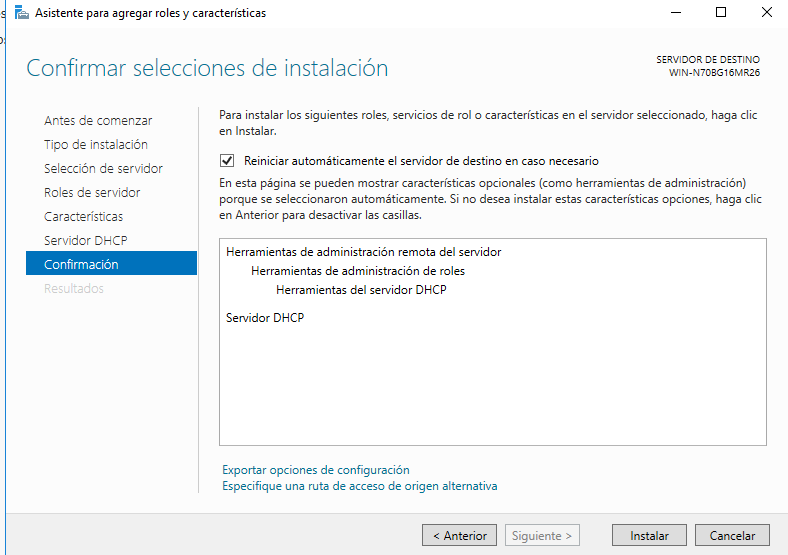 Asistente para agregar roles y características
Confirmar selecciones de instalación
SERVIDOR DE DESTINO
WIN-N70BG16MR26
Antes de comenzar
Tipo de instalación
Selección de servidor
Roles de servidor
Características
Servidor DHCP
Confirmación
Resultados
Para instalar los siguientes roles, servicios de rol o características en el servidor seleccionado, haga clic
en Instalar.
Reiniciar automáticamente el servidor de destino en caso necesario
En esta página se pueden mostrar características opcionales (como herramientas de administración)
porque se seleccionaron automáticamente. Si no desea instalar estas características opciones, haga clic
en Anterior para desactivar las casillas.
Herramientas de administración remota del servidor
Herramientas de administración de roles
Herramientas del servidor DHCP
Servidor DHCP
Exportar opciones de configuración
Especifique una ruta de acceso de origen alternativa
< Anterior
Siguiente >
Instalar
Cancelar